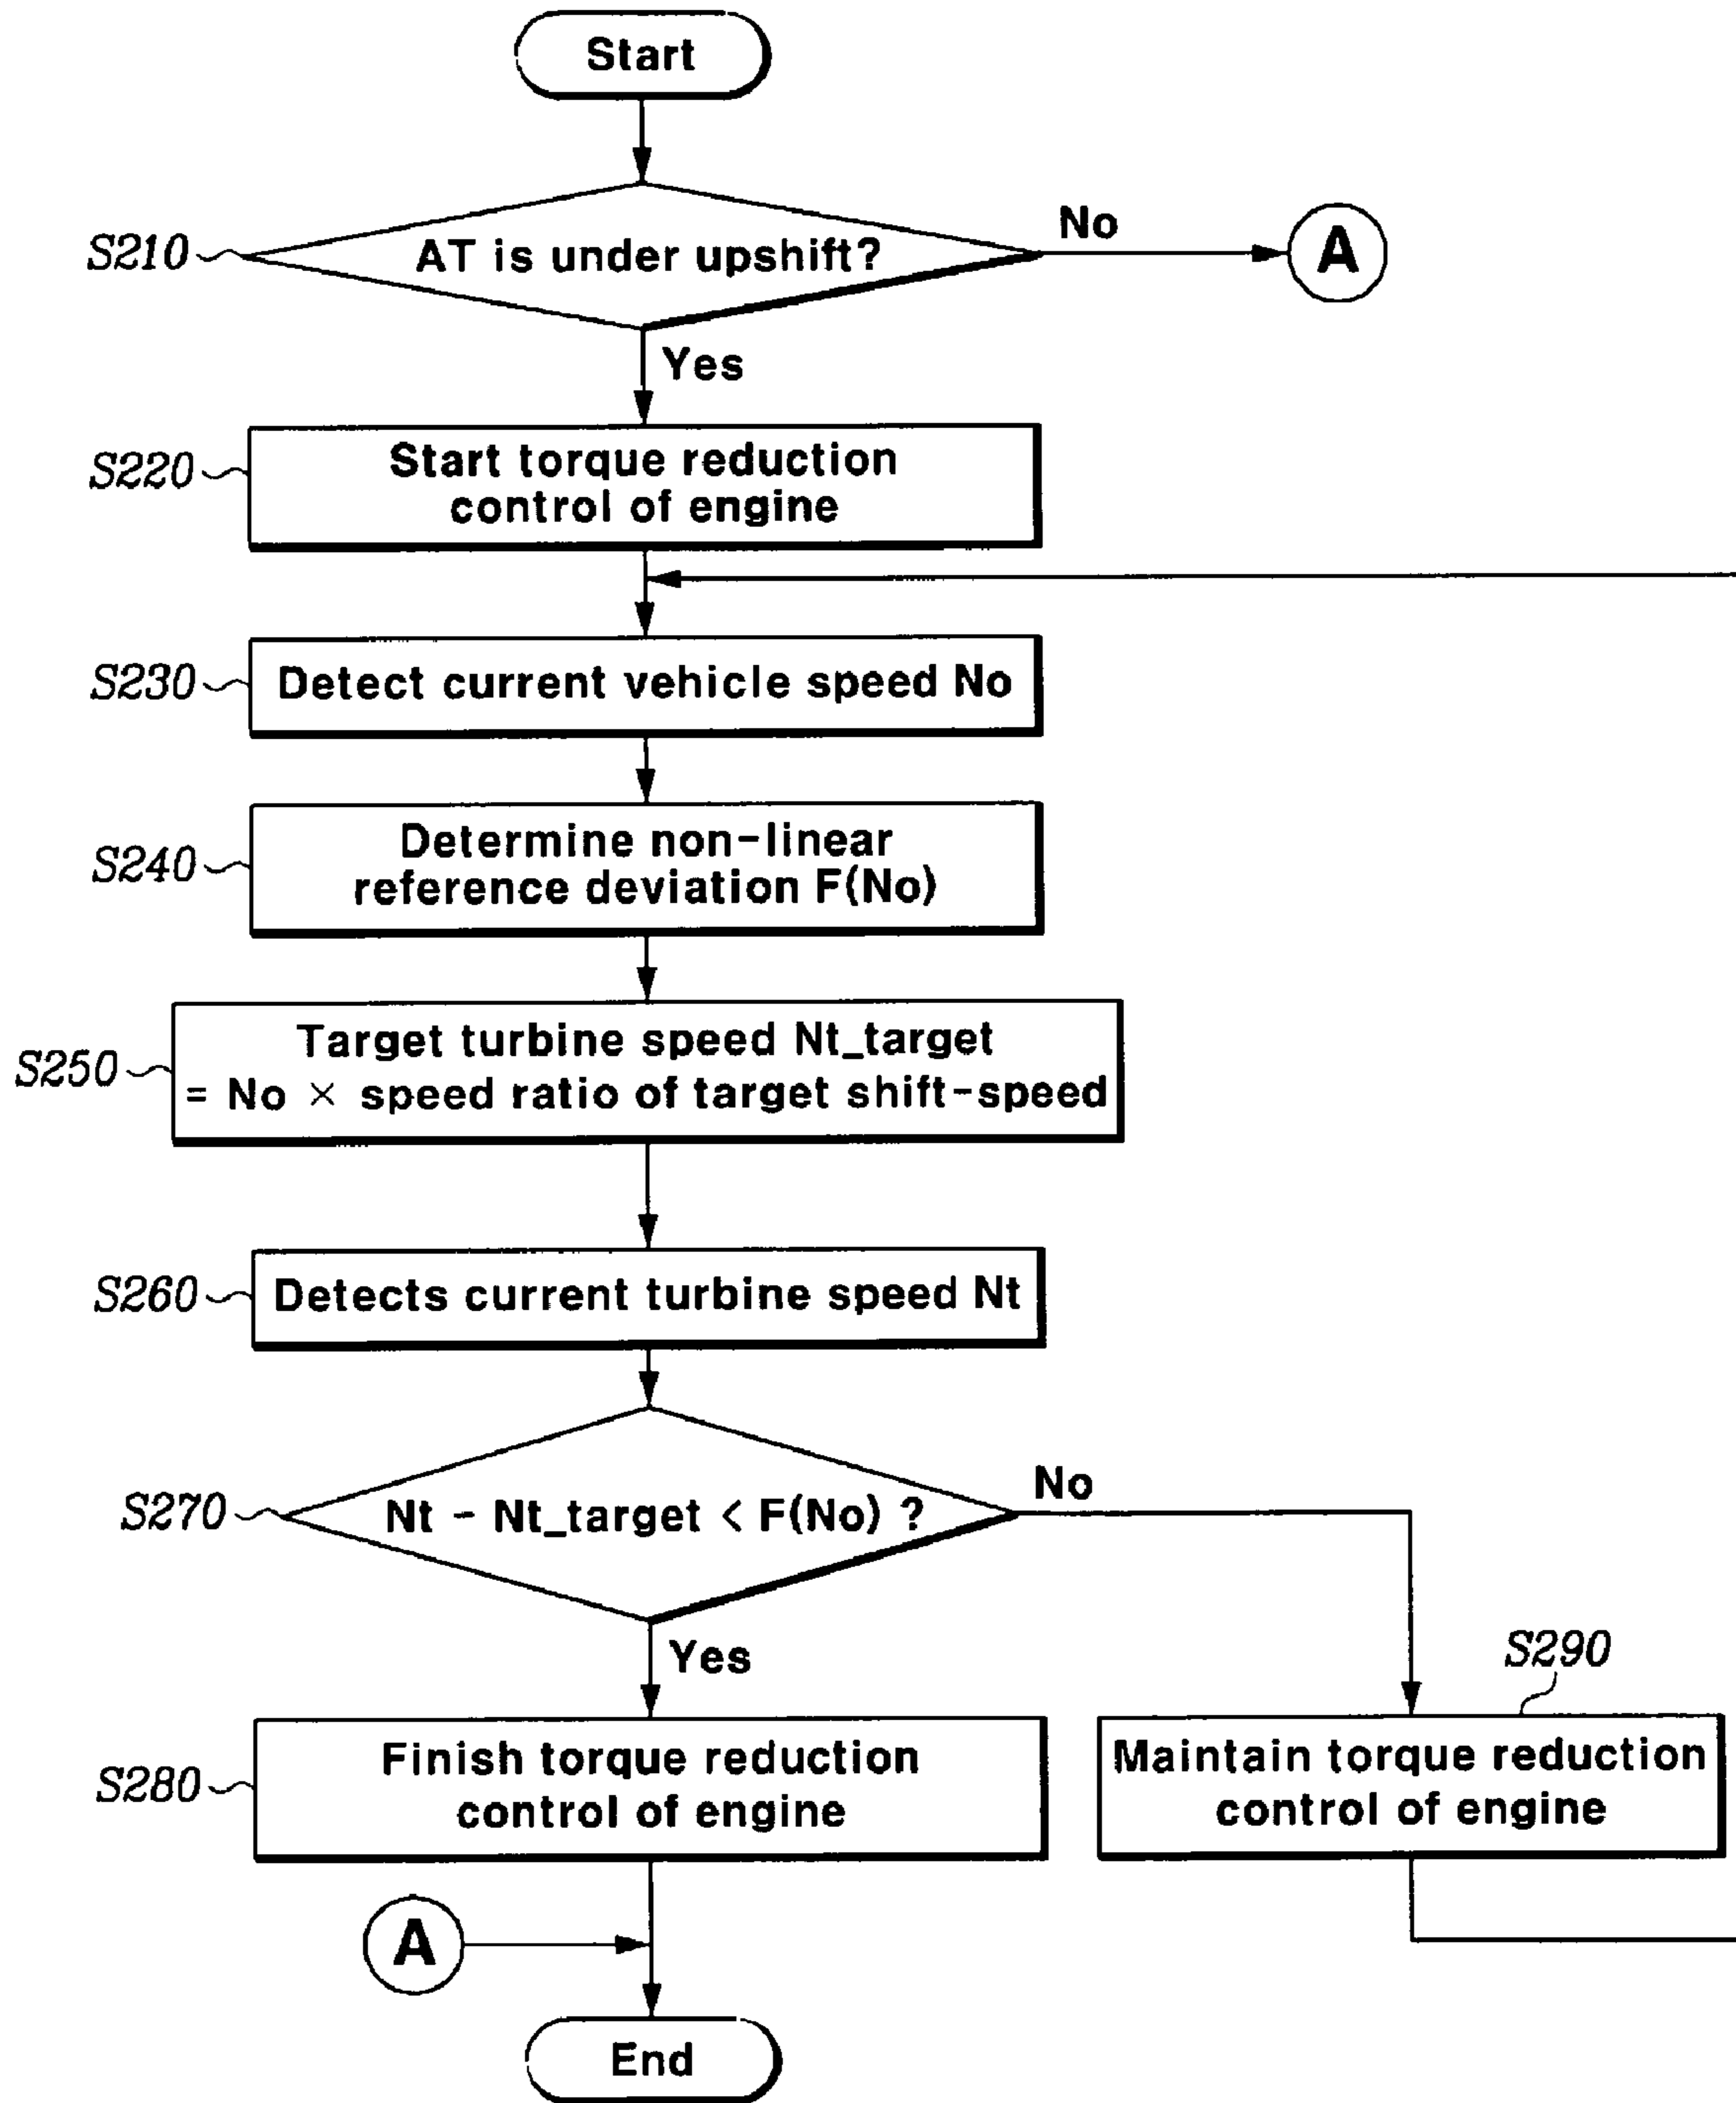 Start
S210
AT is under upshift?
No
A
Yes
S220
Start torque reduction
control of engine
S230
Detect current vehicle speed No
S240
Determine non-linear
reference deviation F(No)
S250
Target turbine speed Nt_target
= No × speed ratio of target shift-speed
S260
Detects current turbine speed Nt
S270
Nt - Nt_target < F(No) ?
No
Yes
S280
Finish torque reduction
control of engine
S290
Maintain torque reduction
control of engine
A
End